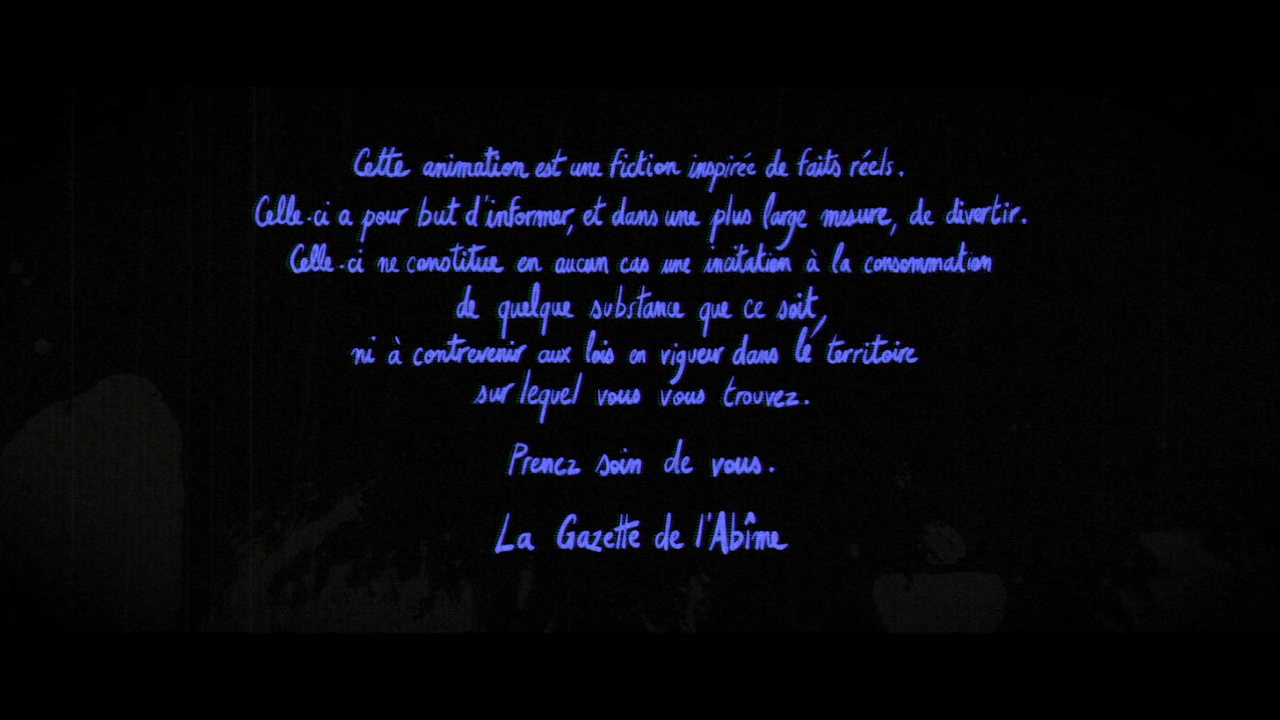 Cette animation est une fiction inspirée de faits réels.
Celle-ci a pour but d'informer, et dans une plus large mesure, de divertir.
Celle-ci ne constitue en aucun cas une incitation à la consommation
de quelque substance que ce soit,
ni à contrevenir aux lois en vigueur dans le territoire
sur lequel vous vous trouvez.
Prenez soin de vous.
La Gazette de l'Abîme